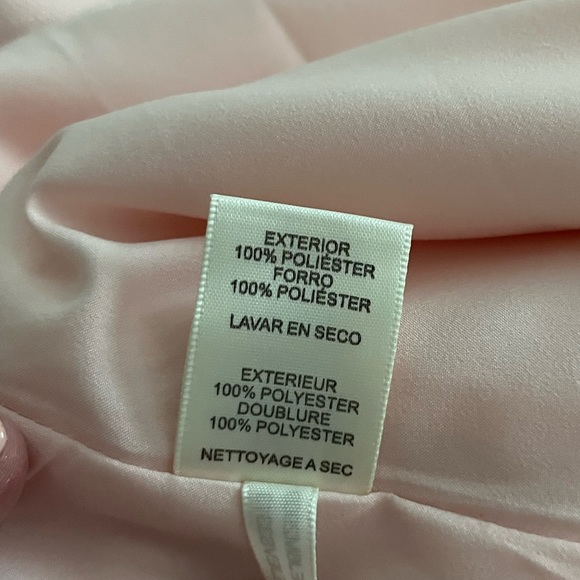 EXTERIOR
100% POLIÉSTER
FORRO
100% POLIÉSTER
LAVAR EN SECO
EXTERIEUR
100% POLYESTER
DOUBLURE
100% POLYESTER
NETTOYAGE A SEC